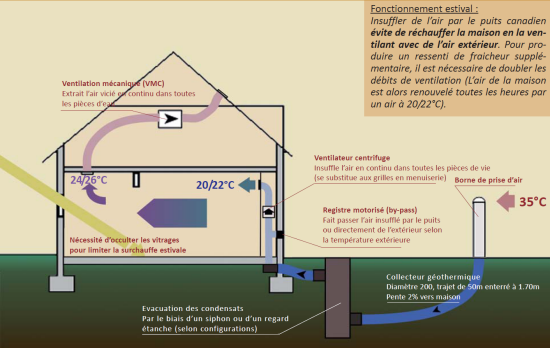 Fonctionnement estival :
Insuffler de l'air par le puits canadien
évite de réchauffer la maison en la ven-
tilant avec de l'air extérieur. Pour pro-
duire un ressenti de fraicheur supplé-
mentaire, il est nécessaire de doubler les
débits de ventilation (L'air de la maison
est alors renouvelé toutes les heures par
un air à 20/22°C).
Ventilation mécanique (VMC)
Extrait l'air vicié en continu dans toutes
les pièces d'eau
Ventilateur centrifuge
Insuffle l'air en continu dans toutes les pièces de vie
(se substitue aux grilles en menuiserie)
Borne de prise d'air
24/26°C
20/22°C
35°C
Registre motorisé (by-pass)
Fait passer l'air insuflé par le puits
ou directement de l'extérieur selon
la température extérieure
Nécessité d'occulter les vitrages
pour limiter la surchauffe estivale
Collecteur géothermique
Diamètre 200, trajet de 50m enterré à 1.70m
Pente 2% vers maison
Evacuation des condensats
Par le biais d'un siphon ou d'un regard
étanche (selon configurations)